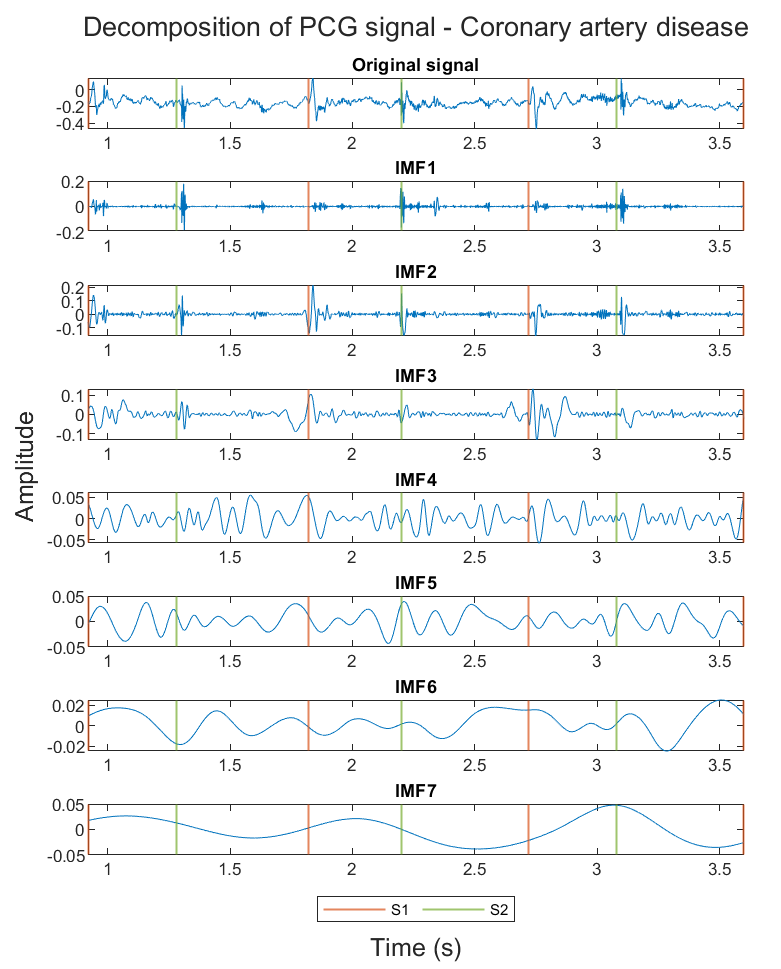 Decomposition of PCG signal - Coronary artery disease
Original signal
0
-0.2
-0.4
1 1.5 2 2.5 3 3.5
IMF1
0.2
0
-0.2
1 1.5 2 2.5 3 3.5
IMF2
0.2
0.1
0
-0.1
1 1.5 2 2.5 3 3.5
IMF3
0.1
0
-0.1
1 1.5 2 2.5 3 3.5
Amplitude
IMF4
0.05
0
-0.05
1 1.5 2 2.5 3 3.5
IMF5
0.05
0
-0.05
1 1.5 2 2.5 3 3.5
IMF6
0.02
0
-0.02
1 1.5 2 2.5 3 3.5
IMF7
0.05
0
-0.05
1 1.5 2 2.5 3 3.5
S1 S2
Time (s)